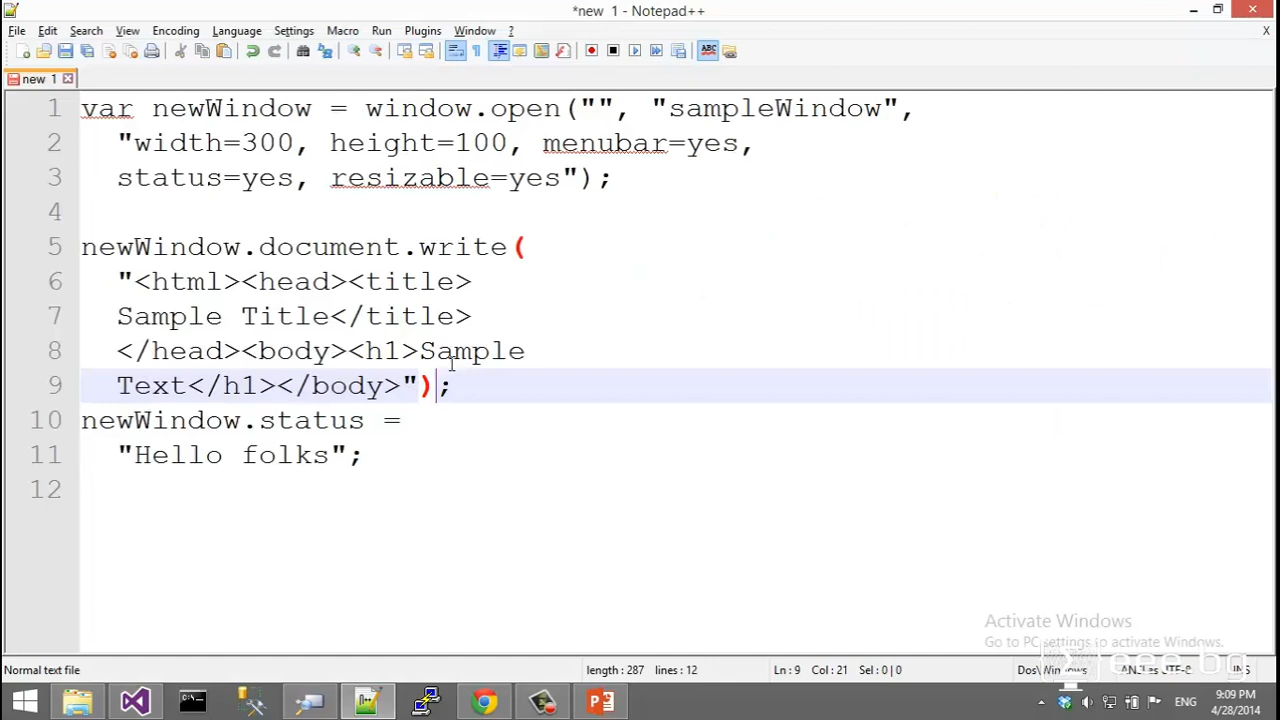 *new 1 - Notepad++
File Edit Search View Encoding Language Settings Macro Run Plugins Window ? X
new 1
1 var newWindow = window.open("", "sampleWindow",
2 "width=300, height=100, menubar=yes,
3 status=yes, resizable=yes");
4
5 newWindow.document.write(
6 "<html><head><title>
7 Sample Title</title>
8 </head><body><h1>Sample
9 Text</h1></body>");
10 newWindow.status =
11 "Hello folks";
12
Activate Windows
Go to PC settings to activate Windows.
Normal text file length : 287 lines : 12 Ln : 9 Col : 21 Sel : 0 | 0 INS
ENG 9:09 PM
4/28/2014